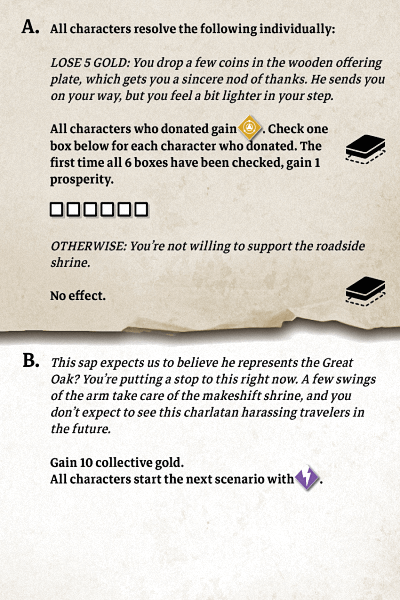 A. All characters resolve the following individually:
LOSE 5 GOLD: You drop a few coins in the wooden offering
plate, which gets you a sincere nod of thanks. He sends you
on your way, but you feel a bit lighter in your step.
All characters who donated gain . Check one
box below for each character who donated. The
first time all 6 boxes have been checked, gain 1
prosperity.
OTHERWISE: You're not willing to support the roadside
shrine.
No effect.
B. This sap expects us to believe he represents the Great
Oak? You're putting a stop to this right now. A few swings
of the arm take care of the makeshift shrine, and you
don't expect to see this charlatan harassing travelers in
the future.
Gain 10 collective gold.
All characters start the next scenario with .